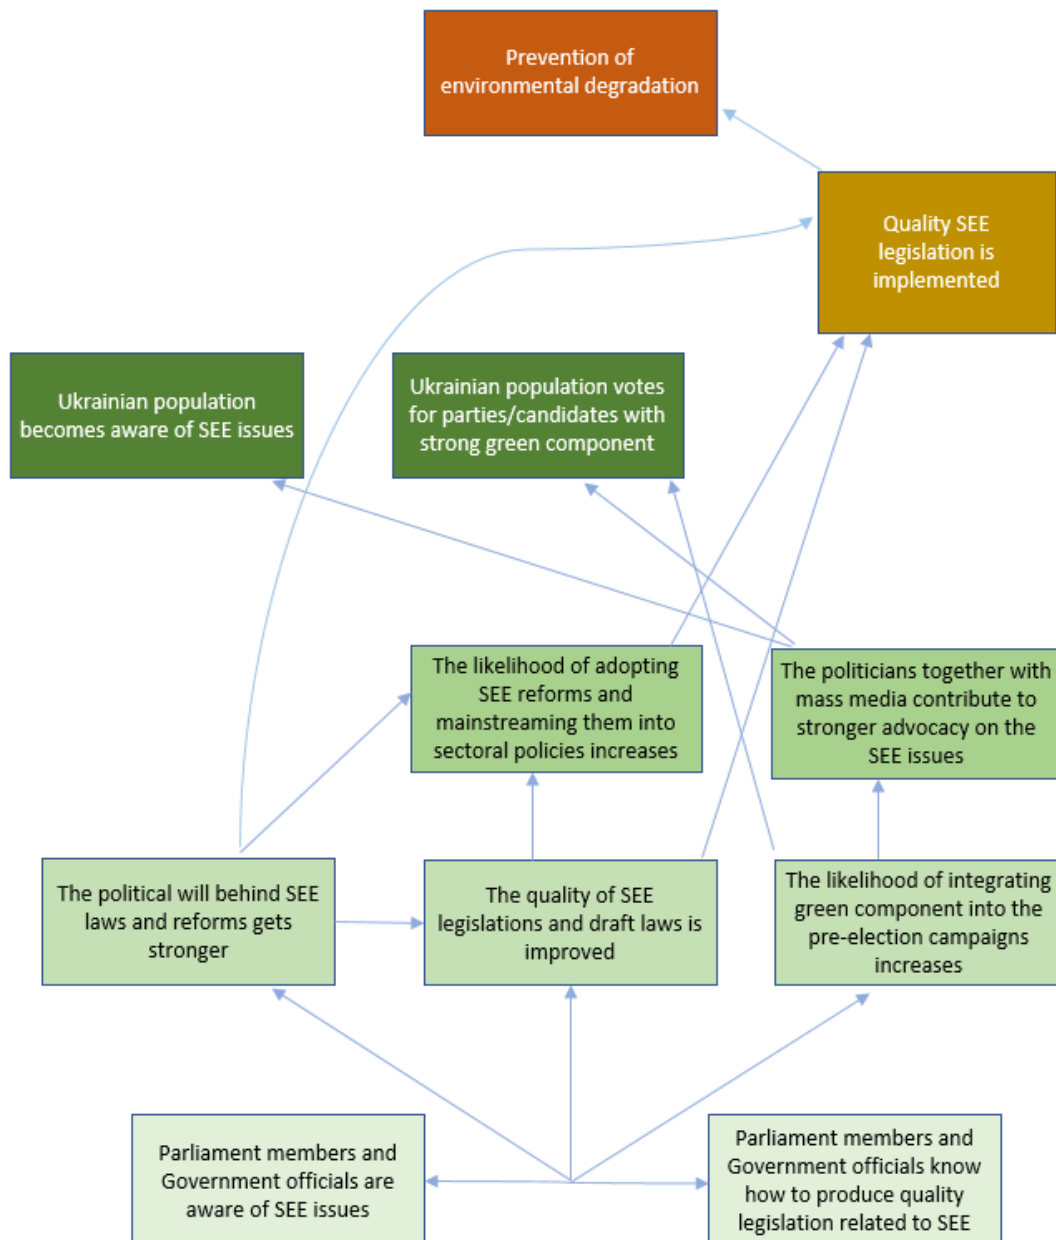 Prevention of
environmental degradation
Quality SEE
legislation is
implemented
Ukrainian population
becomes aware of SEE issues
Ukrainian population votes
for parties/candidates with
strong green component
The likelihood of adopting
SEE reforms and
mainstreaming them into
sectoral policies increases
The politicians together with
mass media contribute to
stronger advocacy on the
SEE issues
The political will behind SEE
laws and reforms gets
stronger
The quality of SEE
legislations and draft laws is
improved
The likelihood of integrating
green component into the
pre-election campaigns
increases
Parliament members and
Government officials are
aware of SEE issues
Parliament members and
Government officials know
how to produce quality
legislation related to SEE